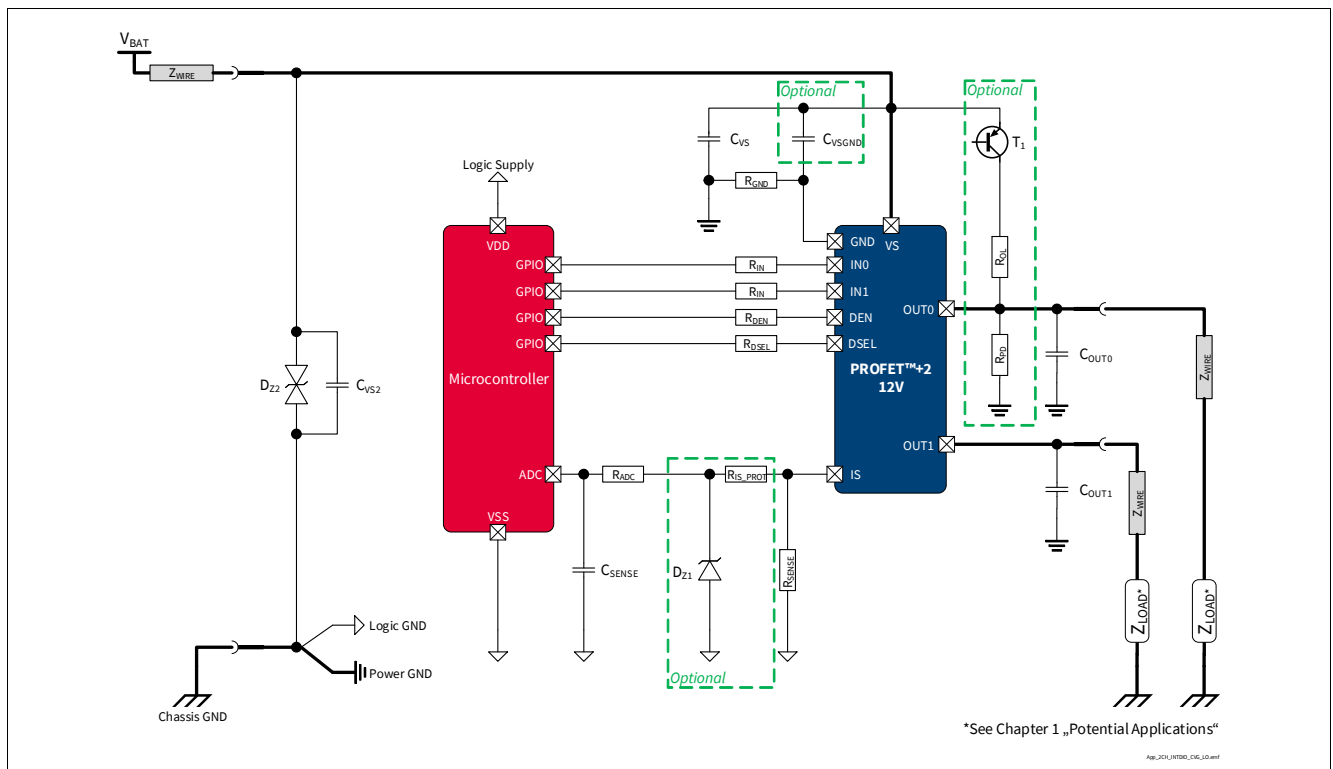 VBAT
ZWIRE
Optional
Optional
CVS
CVSGND
T1
Logic Supply
RGND
VDD
GND
VS
GPIO
RIN
IN0
ROL
GPIO
RIN
IN1
GPIO
RDEN
DEN
OUT0
GPIO
RDSEL
DSEL
RPD
COUT0
ZWIRE
DZ2
CVS2
Microcontroller
PROFET™+2
12V
OUT1
ADC
RADC
RIS_PROT
IS
COUT1
ZWIRE
VSS
CSENSE
DZ1
RSENSE
ZLOAD*
ZLOAD*
Logic GND
Power GND
Optional
Chassis GND
*See Chapter 1 „Potential Applications“
App_2CH_INTDIO_CVG_LO.emf